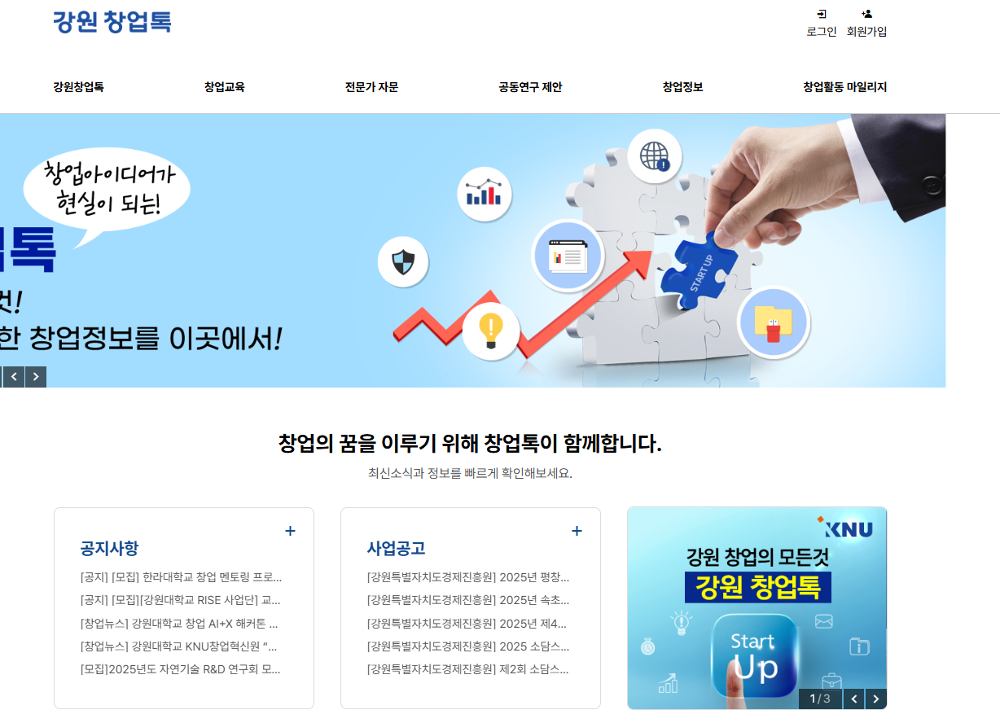 강원 창업톡
로그인 회원가입
강원창업톡 창업교육 전문가 자문 공동연구 제안 창업정보 창업활동 마일리지
창업아이디어가
현실이 되는!
톡
것!
한 창업정보를 이곳에서!
START UP
창업의 꿈을 이루기 위해 창업톡이 함께합니다.
최신소식과 정보를 빠르게 확인해보세요.
공지사항
[공지] [모집] 한라대학교 창업 멘토링 프로...
[공지] [모집][강원대학교 RISE 사업단] 교...
[창업뉴스] 강원대학교 창업 AI+X 해커톤 ...
[창업뉴스] 강원대학교 KNU창업혁신원 “...
[모집]2025년도 자연기술 R&D 연구회 모...
사업공고
[강원특별자치도경제진흥원] 2025년 평창...
[강원특별자치도경제진흥원] 2025년 속초...
[강원특별자치도경제진흥원] 2025년 제4...
[강원특별자치도경제진흥원] 2025 소담스...
[강원특별자치도경제진흥원] 제2회 소담스...
KNU
강원 창업의 모든것
강원 창업톡
Start
Up
1/3